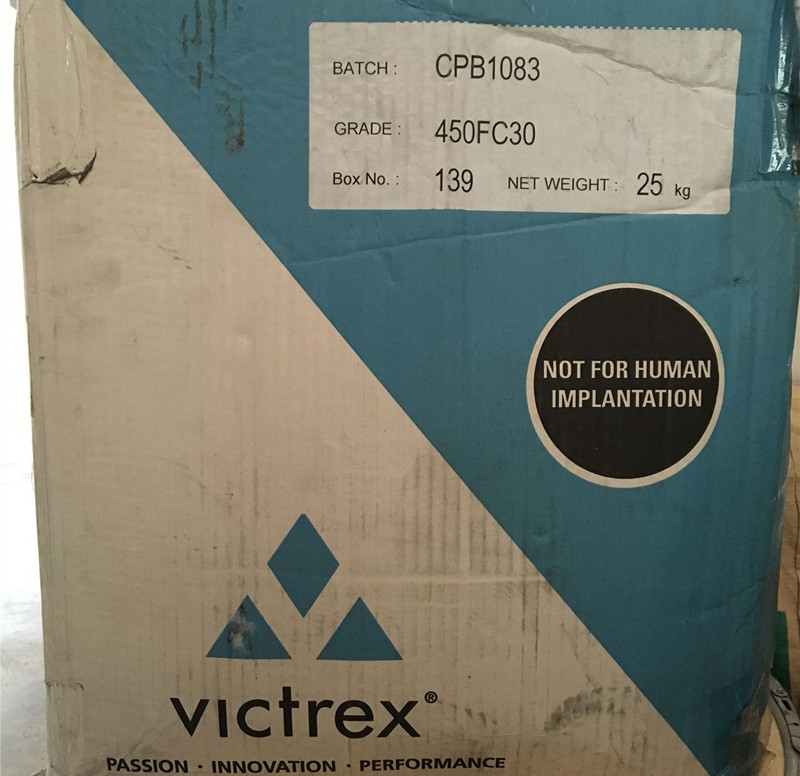 BATCH : CPB1083
GRADE : 450FC30
Box No. : 139 NET WEIGHT : 25 kg
NOT FOR HUMAN
IMPLANTATION
victrex®
PASSION · INNOVATION · PERFORMANCE